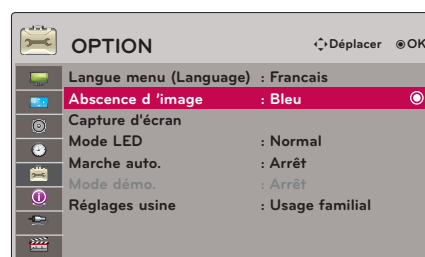 OPTION
Déplacer
OK
Langue menu (Language) : Francais
Abscence d 'image : Bleu
Capture d'écran
Mode LED : Normal
Marche auto. : Arrêt
Mode démo. : Arrêt
Réglages usine : Usage familial